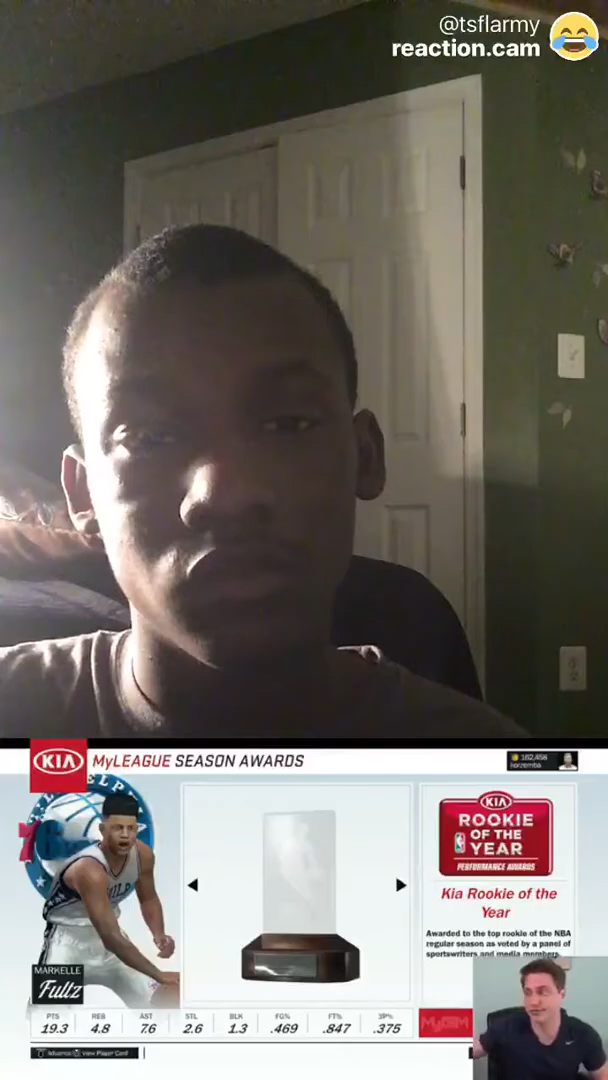 @tsflarmy
reaction.cam
KIA
MyLEAGUE SEASON AWARDS
KIA
ROOKIE
OF THE
YEAR
PERFORMANCE AWARDS
Kia Rookie of the
Year
Awarded to the top rookie of the NBA
regular season as voted by a panel of
sportswriters and media members.
MARKELLE
Fultz
PTS REB AST STL BLK FG% FT% 3P%
19.3 4.8 7.6 2.6 1.3 .469 .847 .375
Advance View Player Card